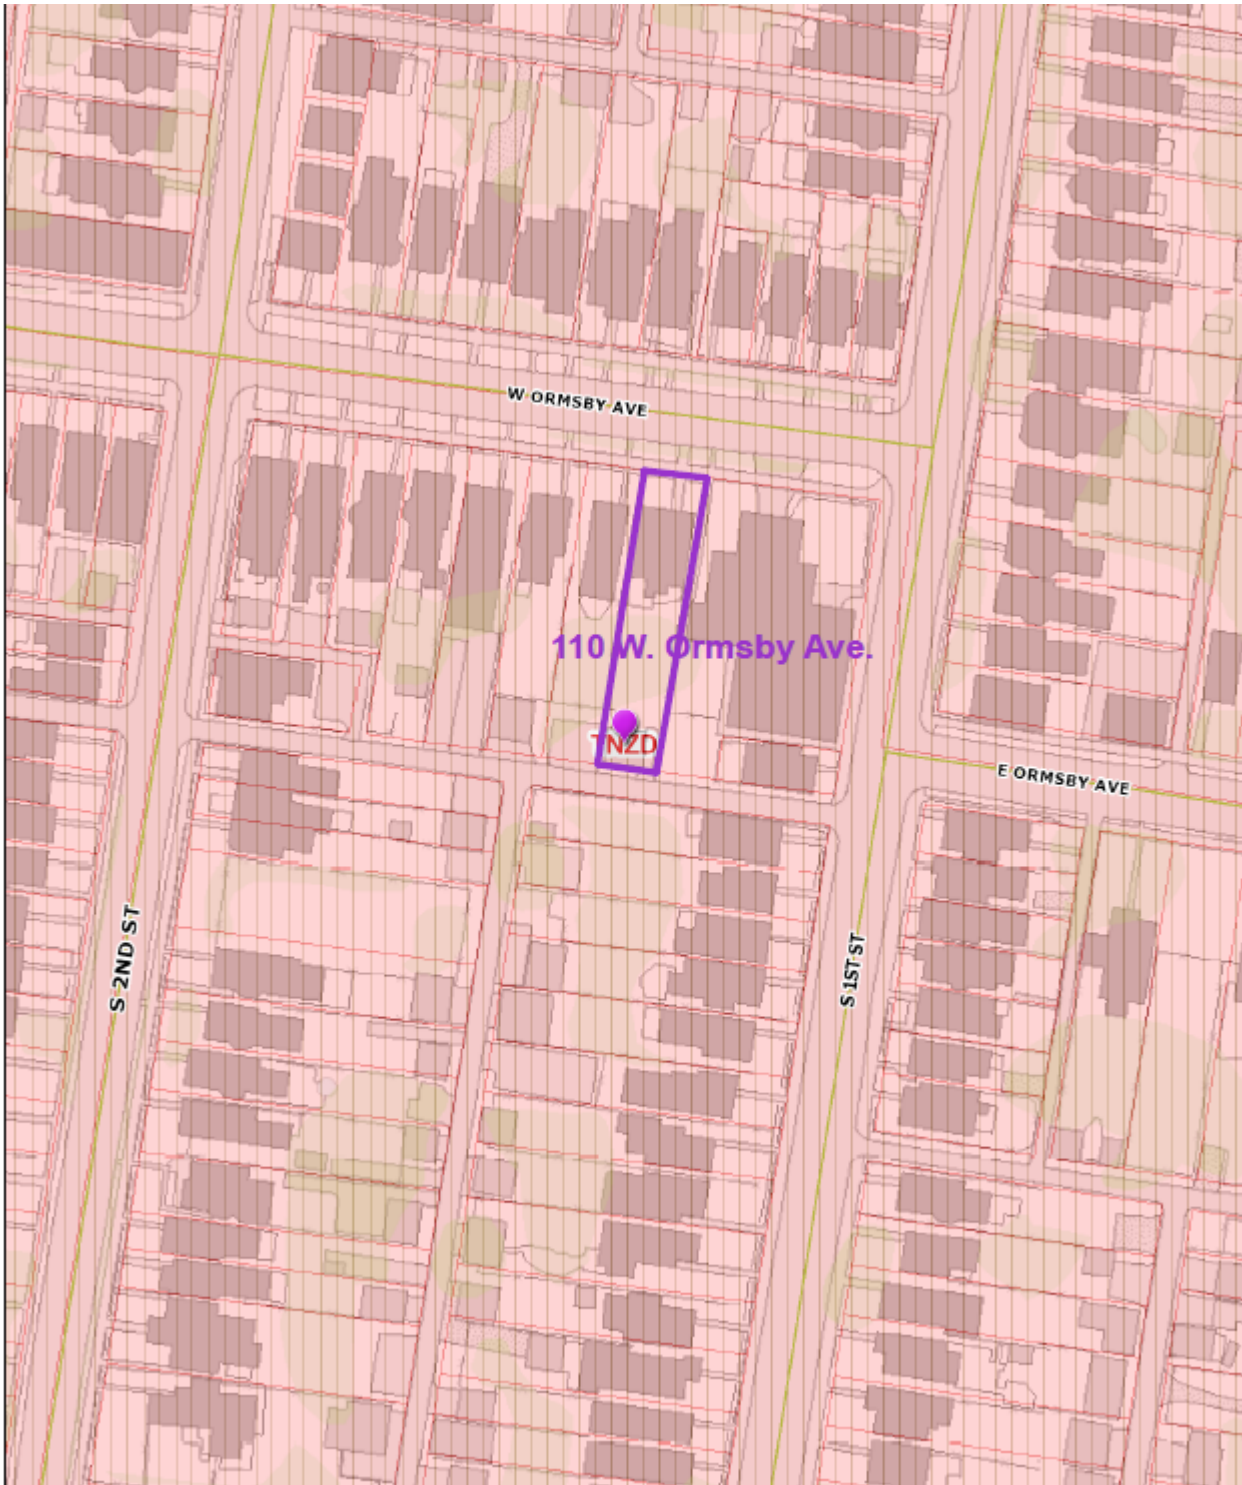 W ORMSBY AVE
110 W. Ormsby Ave.
TNZD
E ORMSBY AVE
S 2ND ST
S 1ST ST